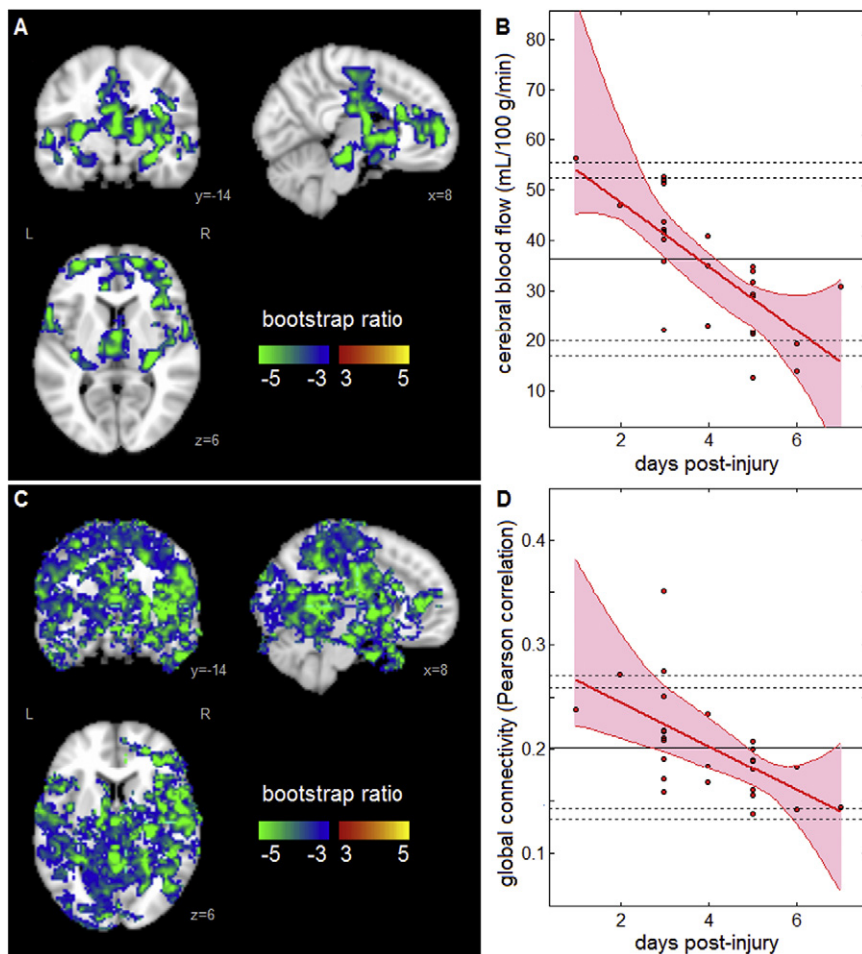 A
y=-14
x=8
L
R
bootstrap ratio
-5 -3 3 5
z=6
B
cerebral blood flow (mL/100 g/min)
80
70
60
50
40
30
20
10
2 4 6
days post-injury
C
y=-14
x=8
L
R
bootstrap ratio
-5 -3 3 5
z=6
D
global connectivity (Pearson correlation)
0.4
0.3
0.2
0.1
2 4 6
days post-injury